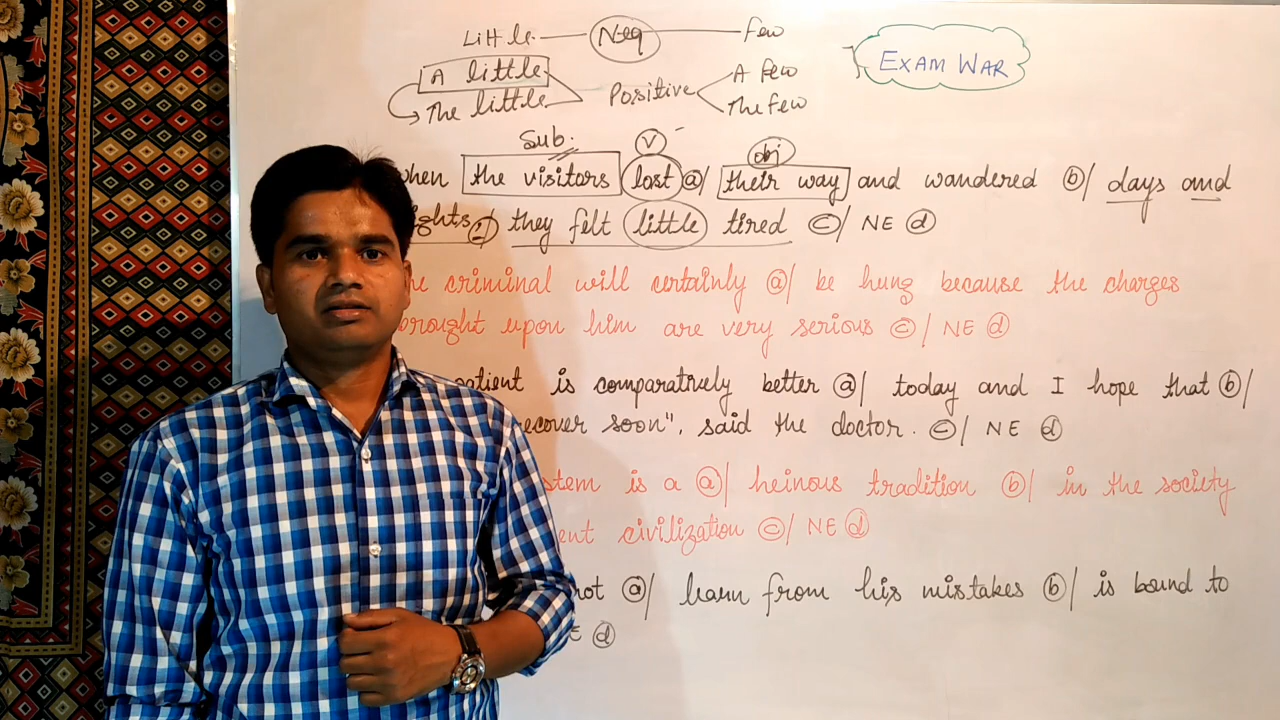 Little — Neg — few
EXAM WAR
A little
Positive
A few
The little
The few
Sub.
V
obj
when the visitors lost a/ their way and wandered b/ days and
they felt little tired c/ NE d
criminal will certainly a/ be hung because the charges
brought upon him are very serious c/ NE d
patient is comparatively better a/ today and I hope that b/
recover soon", said the doctor. c/ NE d
is a a/ heinous tradition b/ in the society
civilization c/ NE d
not a/ learn from his mistakes b/ is bound to
d